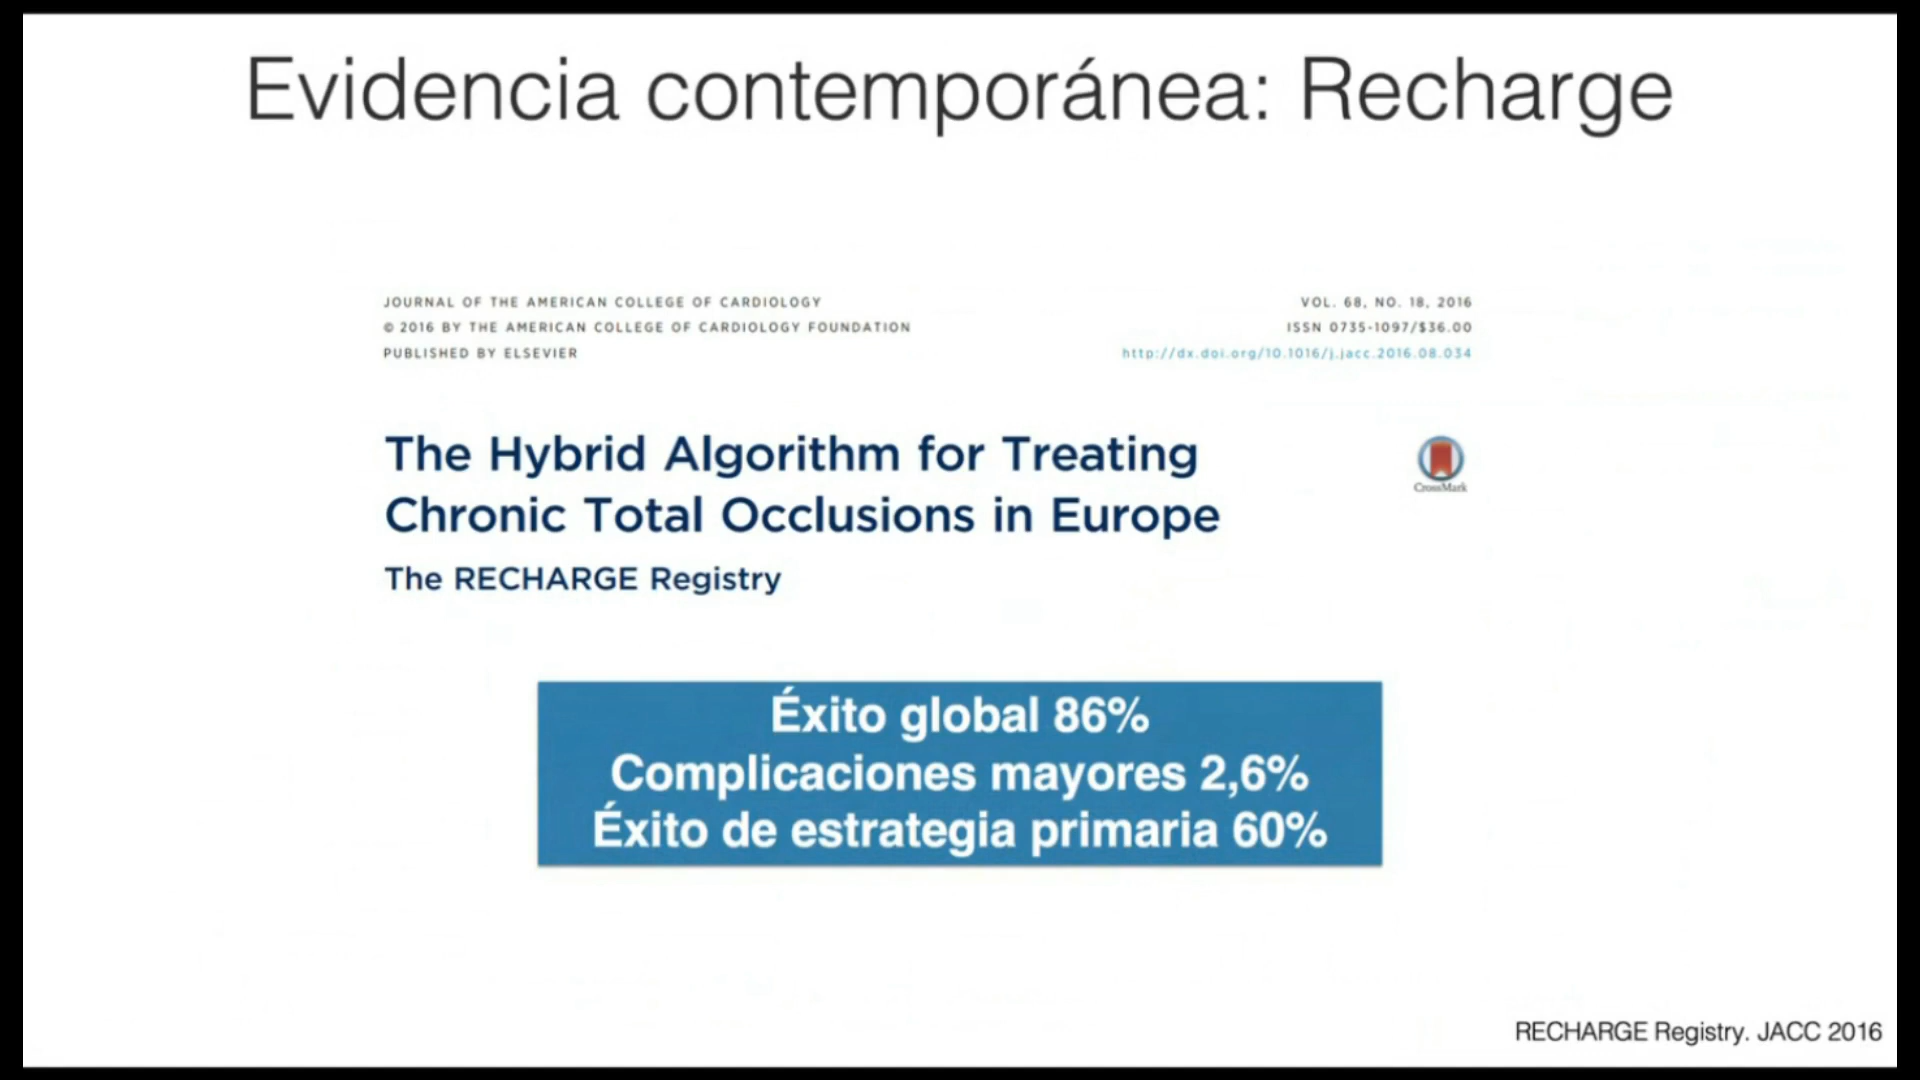 Evidencia contemporánea: Recharge
JOURNAL OF THE AMERICAN COLLEGE OF CARDIOLOGY
© 2016 BY THE AMERICAN COLLEGE OF CARDIOLOGY FOUNDATION
PUBLISHED BY ELSEVIER
VOL. 68, NO. 18, 2016
ISSN 0735-1097/$36.00
http://dx.doi.org/10.1016/j.jacc.2016.08.034
The Hybrid Algorithm for Treating
Chronic Total Occlusions in Europe
The RECHARGE Registry
CrossMark
Éxito global 86%
Complicaciones mayores 2,6%
Éxito de estrategia primaria 60%
RECHARGE Registry. JACC 2016